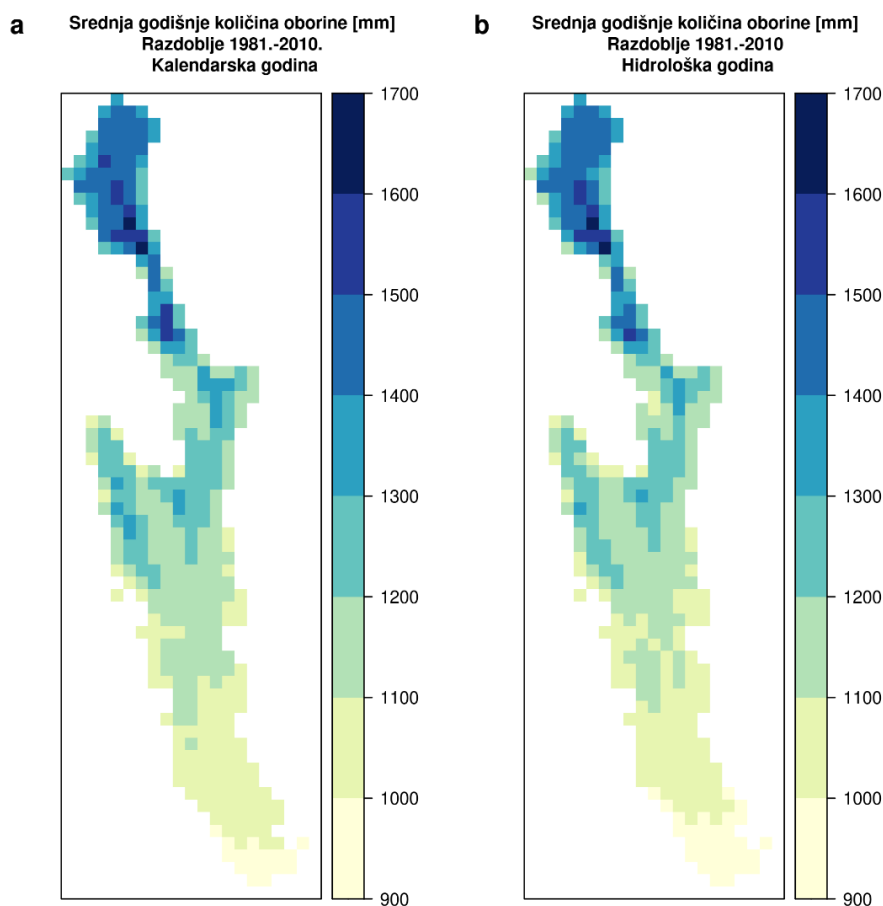 a
Srednja godišnje količina oborine [mm]
Razdoblje 1981.-2010.
Kalendarska godina
1700
1600
1500
1400
1300
1200
1100
1000
900
b
Srednja godišnje količina oborine [mm]
Razdoblje 1981.-2010
Hidrološka godina
1700
1600
1500
1400
1300
1200
1100
1000
900